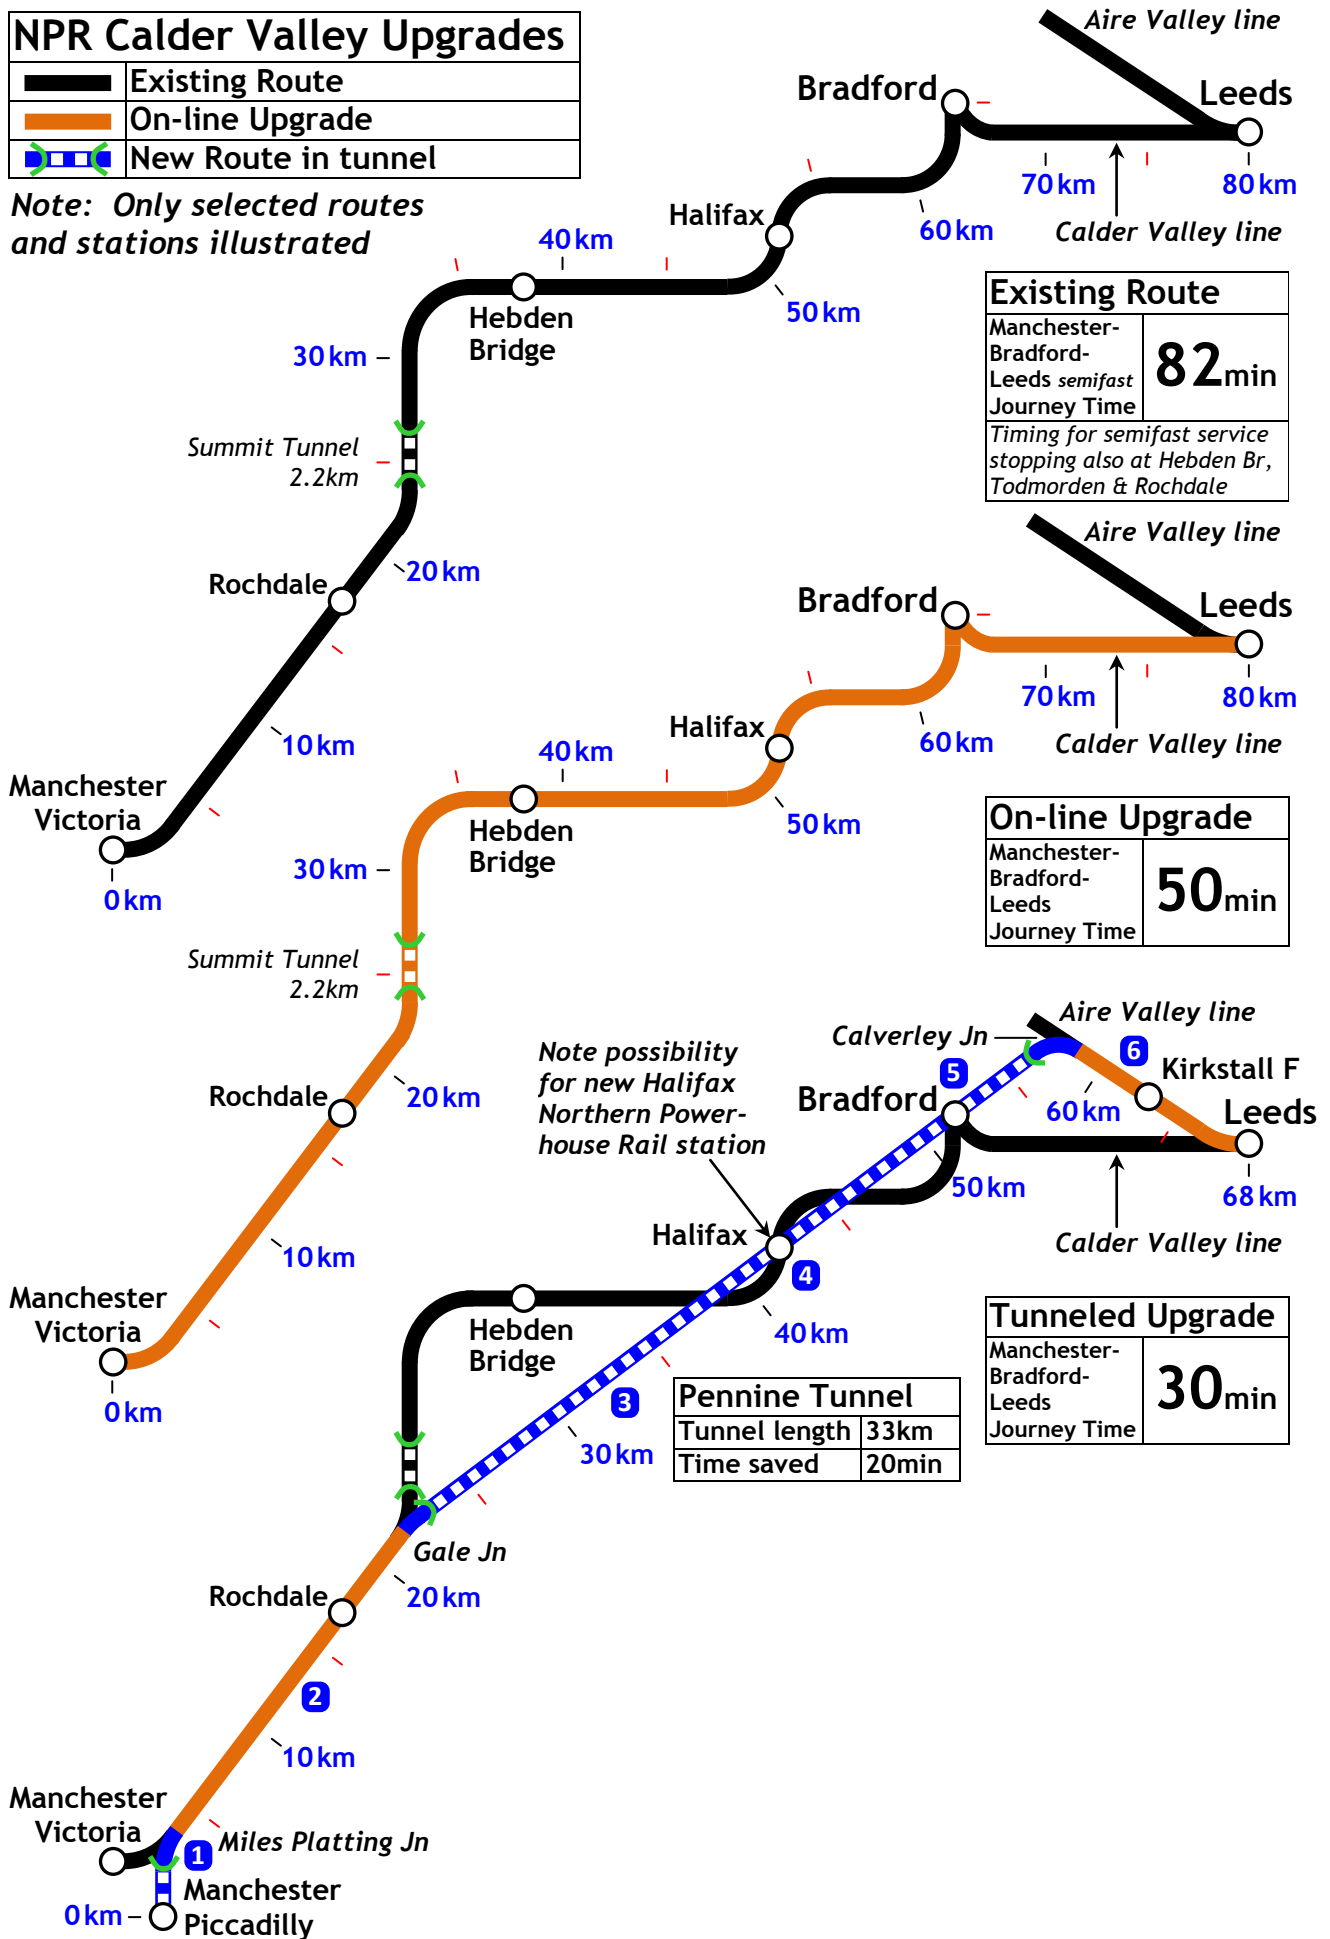 NPR Calder Valley Upgrades
Existing Route
On-line Upgrade
New Route in tunnel
Note: Only selected routes
and stations illustrated
Aire Valley line
Bradford
Leeds
70 km
80 km
Calder Valley line
Halifax
60 km
40 km
50 km
Hebden
Bridge
30 km
Summit Tunnel
2.2km
20 km
Rochdale
10 km
Manchester
Victoria
0 km
Existing Route
Manchester-
Bradford-
Leeds semifast
Journey Time
82min
Timing for semifast service
stopping also at Hebden Br,
Todmorden & Rochdale
Aire Valley line
Bradford
Leeds
70 km
80 km
Calder Valley line
Halifax
60 km
40 km
50 km
Hebden
Bridge
30 km
Summit Tunnel
2.2km
20 km
Rochdale
10 km
Manchester
Victoria
0 km
On-line Upgrade
Manchester-
Bradford-
Leeds
Journey Time
50min
Aire Valley line
Calverley Jn
6
Kirkstall F
5
Bradford
60 km
Leeds
Note possibility
for new Halifax
Northern Power-
house Rail station
50 km
68 km
Calder Valley line
Halifax
4
40 km
Hebden
Bridge
3
30 km
Pennine Tunnel
Tunnel length 33km
Time saved 20min
Tunneled Upgrade
Manchester-
Bradford-
Leeds
Journey Time
30min
Gale Jn
20 km
Rochdale
2
10 km
Manchester
Victoria
1
Miles Platting Jn
Manchester
Piccadilly
0 km